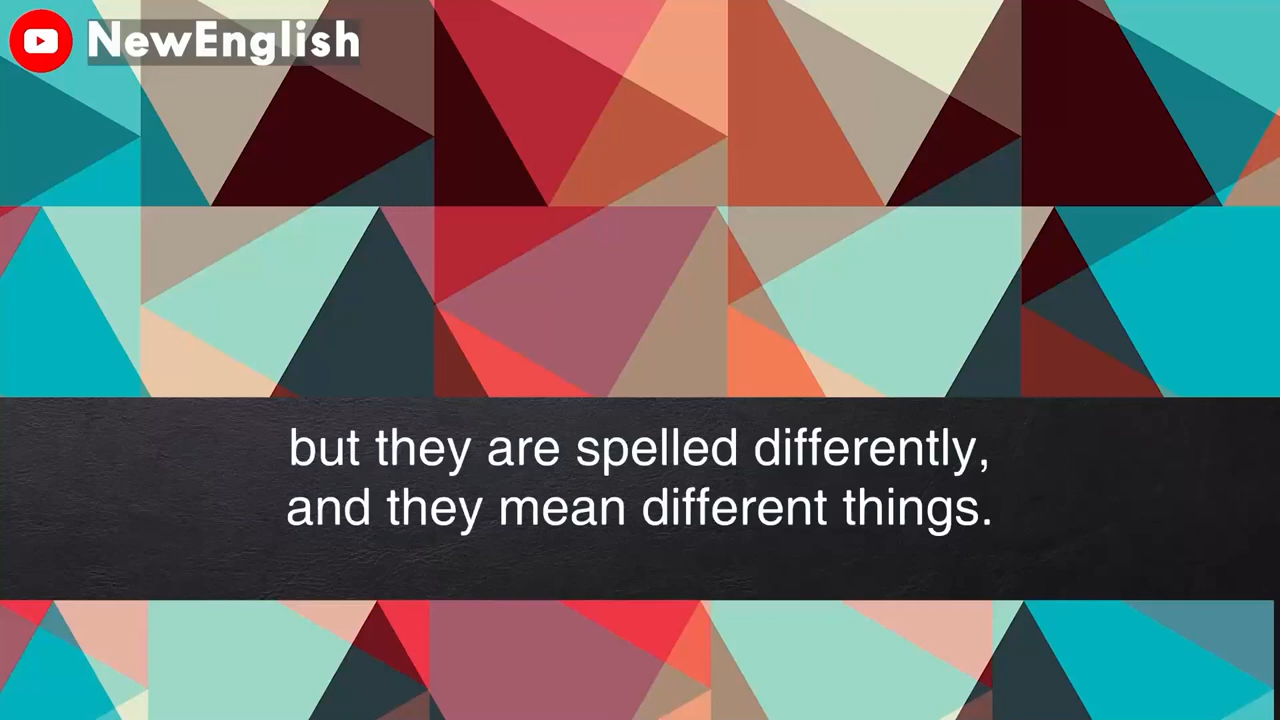 NewEnglish
but they are spelled differently,
and they mean different things.